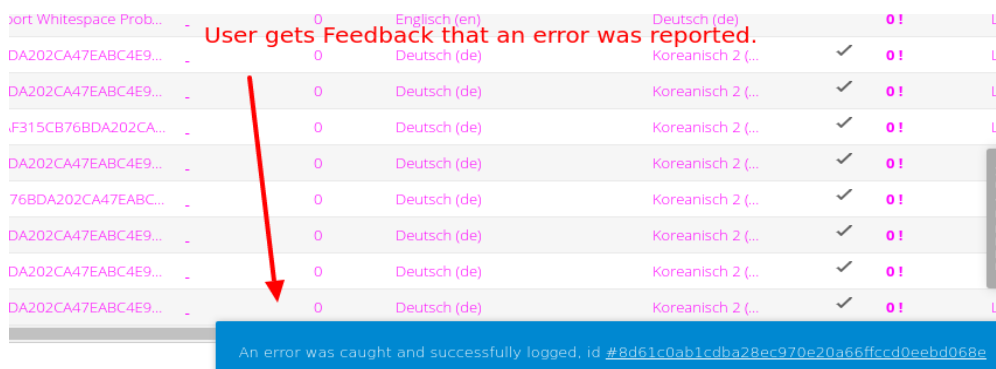 port Whitespace Prob... - 0 Englisch (en) Deutsch (de) 0 !
User gets Feedback that an error was reported.
DA202CA47EABC4E9... - 0 Deutsch (de) Koreanisch 2 (... ✓ 0 !
DA202CA47EABC4E9... - 0 Deutsch (de) Koreanisch 2 (... ✓ 0 !
F315CB76BDA202CA... 0 Deutsch (de) Koreanisch 2 (... ✓ 0 !
DA202CA47EABC4E9... - 0 Deutsch (de) Koreanisch 2 (... ✓ 0 !
76BDA202CA47EABC... - 0 Deutsch (de) Koreanisch 2 (... ✓ 0 !
DA202CA47EABC4E9... - 0 Deutsch (de) Koreanisch 2 (... ✓ 0 !
DA202CA47EABC4E9... - 0 Deutsch (de) Koreanisch 2 (... ✓ 0 !
DA202CA47EABC4E9... - 0 Deutsch (de) Koreanisch 2 (... ✓ 0 !
An error was caught and successfully logged, id #8d61c0ab1cdba28ec970e20a66ffccd0eebd068e